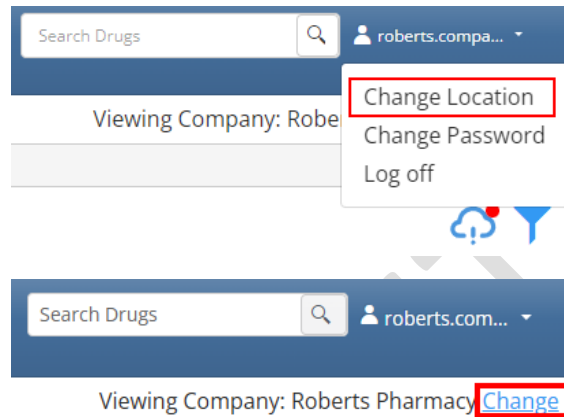 Search Drugs roberts.compa...
Change Location
Viewing Company: Robe
Change Password
Log off
Search Drugs roberts.com...
Viewing Company: Roberts Pharmacy Change